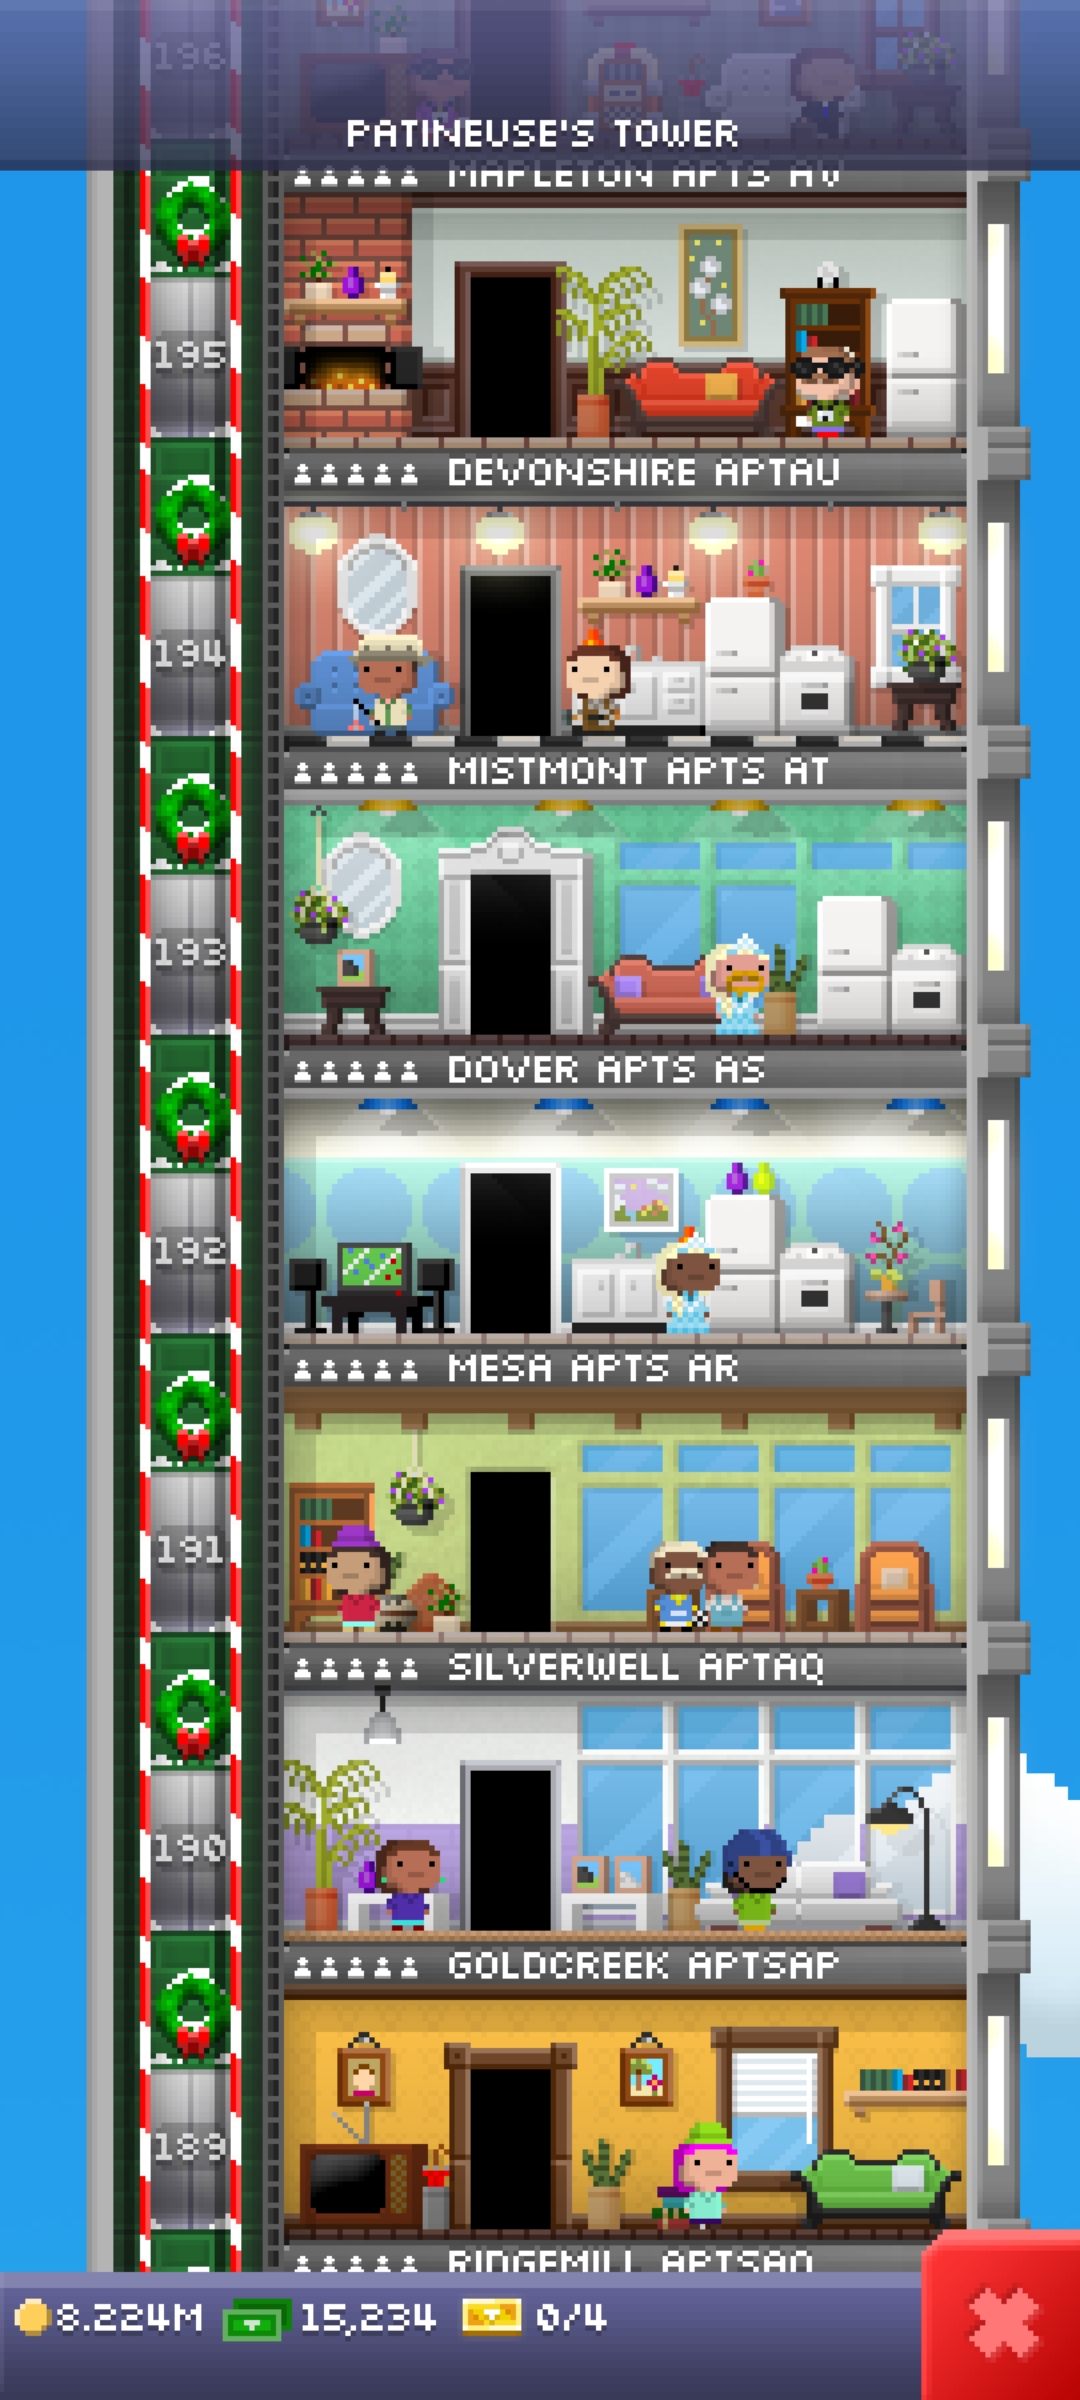 196
PATINEUSE'S TOWER
MAPLETON APTS AV
195
DEVONSHIRE APTAU
194
MISTMONT APTS AT
193
DOVER APTS AS
192
MESA APTS AR
191
SILVERWELL APTAQ
190
GOLDCREEK APTSAP
189
RIDGEMILL APTSAO
8.224M 15,234 0/4